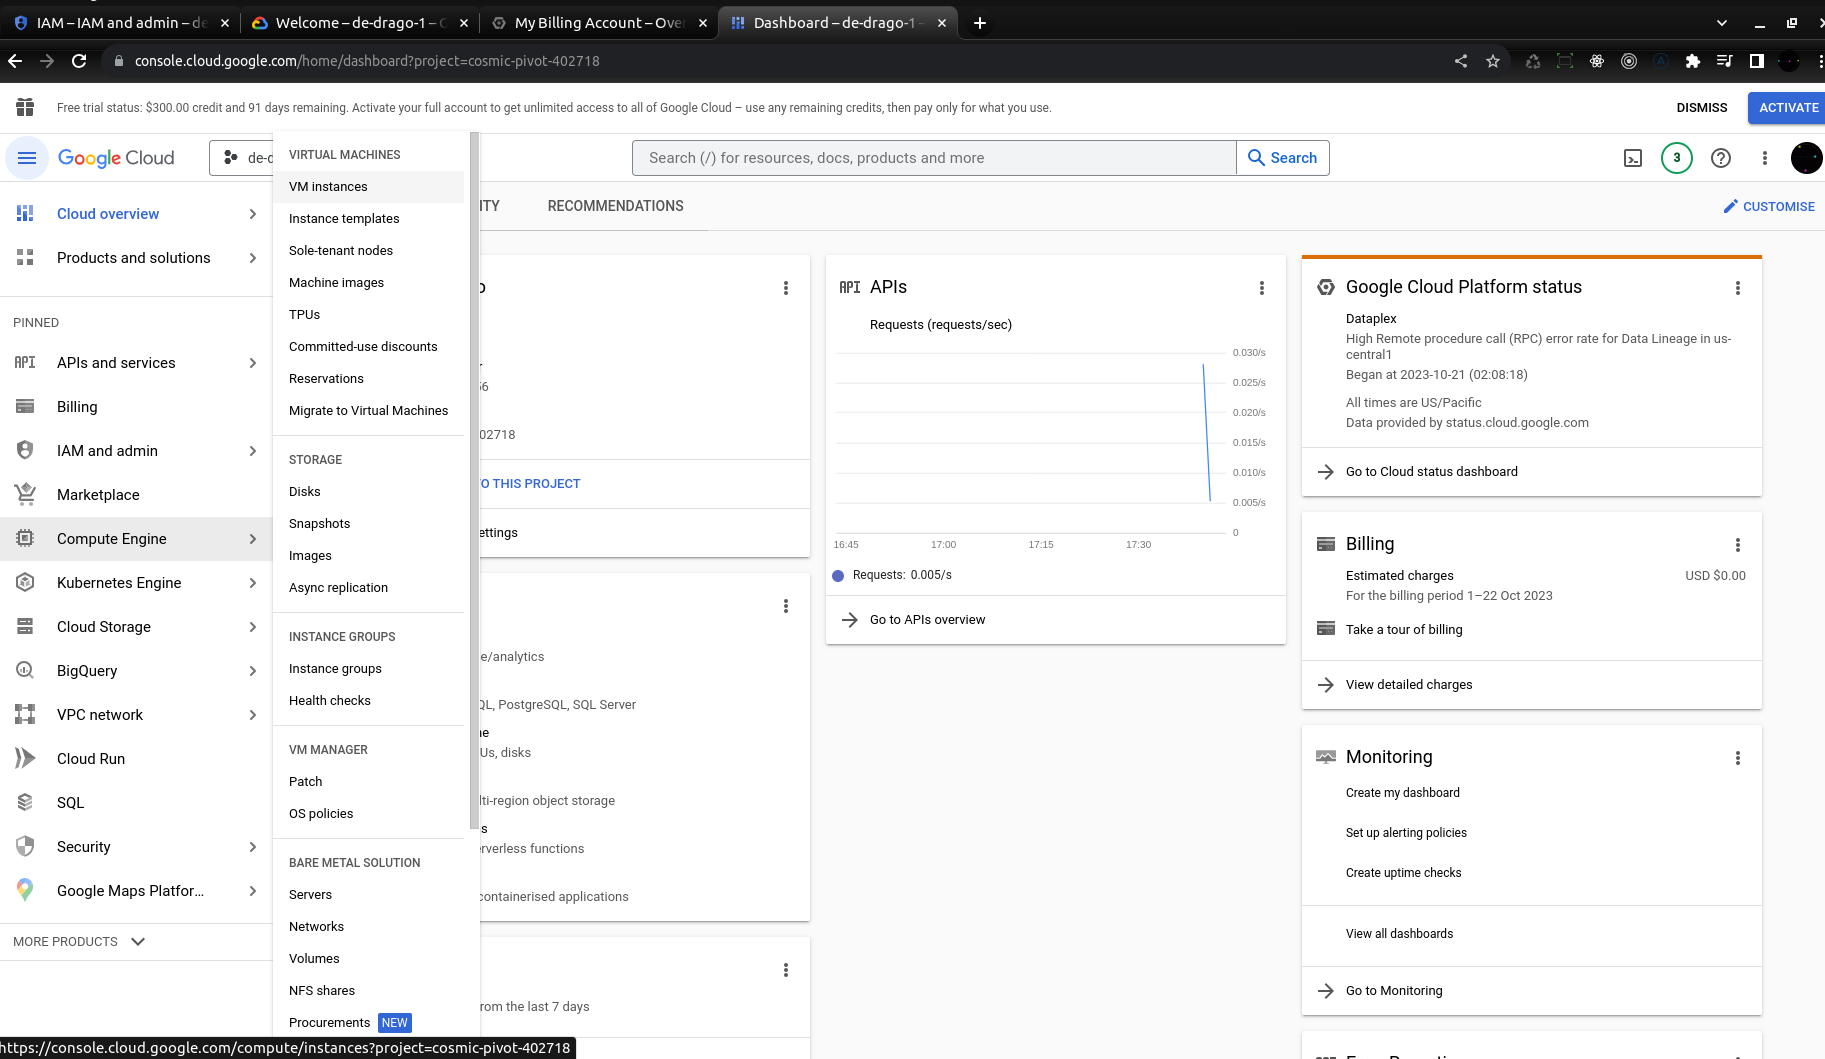 IAM – IAM and admin – de
Welcome – de-drago-1 – C
My Billing Account – Over
Dashboard – de-drago-1 –
console.cloud.google.com/home/dashboard?project=cosmic-pivot-402718
Free trial status: $300.00 credit and 91 days remaining. Activate your full account to get unlimited access to all of Google Cloud – use any remaining credits, then pay only for what you use.
DISMISS
ACTIVATE
Google Cloud
de-d
Search (/) for resources, docs, products and more
Search
3
Cloud overview
Products and solutions
PINNED
APIs and services
Billing
IAM and admin
Marketplace
Compute Engine
Kubernetes Engine
Cloud Storage
BigQuery
VPC network
Cloud Run
SQL
Security
Google Maps Platfor...
MORE PRODUCTS
VIRTUAL MACHINES
VM instances
Instance templates
Sole-tenant nodes
Machine images
TPUs
Committed-use discounts
Reservations
Migrate to Virtual Machines
STORAGE
Disks
Snapshots
Images
Async replication
INSTANCE GROUPS
Instance groups
Health checks
VM MANAGER
Patch
OS policies
BARE METAL SOLUTION
Servers
Networks
Volumes
NFS shares
Procurements NEW
https://console.cloud.google.com/compute/instances?project=cosmic-pivot-402718
ITY
RECOMMENDATIONS
CUSTOMISE
56
402718
TO THIS PROJECT
ettings
e/analytics
QL, PostgreSQL, SQL Server
ne
Us, disks
lti-region object storage
s
erverless functions
containerised applications
rom the last 7 days
API APIs
Requests (requests/sec)
0.030/s
0.025/s
0.020/s
0.015/s
0.010/s
0.005/s
0
16:45 17:00 17:15 17:30
Requests: 0.005/s
Go to APIs overview
Google Cloud Platform status
Dataplex
High Remote procedure call (RPC) error rate for Data Lineage in us-
central1
Began at 2023-10-21 (02:08:18)
All times are US/Pacific
Data provided by status.cloud.google.com
Go to Cloud status dashboard
Billing
Estimated charges USD $0.00
For the billing period 1–22 Oct 2023
Take a tour of billing
View detailed charges
Monitoring
Create my dashboard
Set up alerting policies
Create uptime checks
View all dashboards
Go to Monitoring